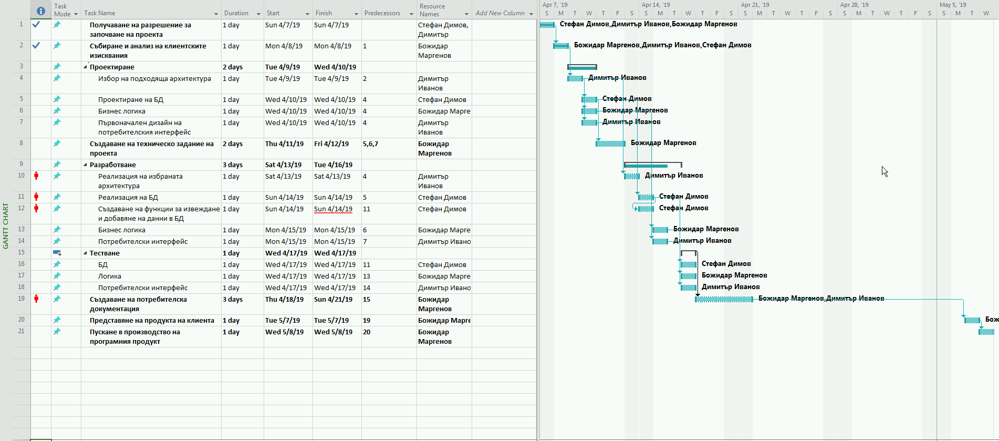 GANTT CHART
Task Mode Task Name Duration Start Finish Predecessors Resource Names Add New Column
1 Получаване на разрешение за 1 day Sun 4/7/19 Sun 4/7/19 Стефан Димов,
започване на проекта Димитър
2 Събиране и анализ на клиентските 1 day Mon 4/8/19 Mon 4/8/19 1 Божидар
изисквания Маргенов
3 Проектиране 2 days Tue 4/9/19 Wed 4/10/19
4 Избор на подходяща архитектура 1 day Tue 4/9/19 Tue 4/9/19 2 Димитър
Иванов
5 Проектиране на БД 1 day Wed 4/10/19 Wed 4/10/19 4 Стефан Димов
6 Бизнес логика 1 day Wed 4/10/19 Wed 4/10/19 4 Божидар Марге
7 Първоначален дизайн на 1 day Wed 4/10/19 Wed 4/10/19 4 Димитър
потребителския интерфейс Иванов
8 Създаване на техническо задание на 2 days Thu 4/11/19 Fri 4/12/19 5,6,7 Божидар
проекта Маргенов
9 Разработване 3 days Sat 4/13/19 Tue 4/16/19
10 Реализация на избраната 1 day Sat 4/13/19 Sat 4/13/19 4 Димитър
архитектура Иванов
11 Реализация на БД 1 day Sun 4/14/19 Sun 4/14/19 5 Стефан Димов
12 Създаване на функции за извеждане 1 day Sun 4/14/19 Sun 4/14/19 11 Стефан Димов
и добавяне на данни в БД
13 Бизнес логика 1 day Mon 4/15/19 Mon 4/15/19 6 Божидар Марге
14 Потребителски интерфейс 1 day Mon 4/15/19 Mon 4/15/19 7 Димитър Ивано
15 Тестване 1 day Wed 4/17/19 Wed 4/17/19
16 БД 1 day Wed 4/17/19 Wed 4/17/19 11 Стефан Димов
17 Логика 1 day Wed 4/17/19 Wed 4/17/19 13 Божидар Марге
18 Потребителски интерфейс 1 day Wed 4/17/19 Wed 4/17/19 14 Димитър Ивано
19 Създаване на потребителска 3 days Thu 4/18/19 Sun 4/21/19 15 Божидар
документация Маргенов
20 Представяне на продукта на клиента 1 day Tue 5/7/19 Tue 5/7/19 19 Божидар Марге
21 Пускане в производство на 1 day Wed 5/8/19 Wed 5/8/19 20 Божидар
програмния продукт Маргенов
Apr 7, '19 Apr 14, '19 Apr 21, '19 Apr 28, '19 May 5, '19
S M T W T F S S M T W T F S S M T W T F S S M T W T F S S M T W
Стефан Димов,Димитър Иванов,Божидар Маргенов
Божидар Маргенов,Димитър Иванов,Стефан Димов
Димитър Иванов
Стефан Димов
Божидар Маргенов
Димитър Иванов
Божидар Маргенов
Димитър Иванов
Стефан Димов
Стефан Димов
Божидар Маргенов
Димитър Иванов
Стефан Димов
Божидар Маргенов
Димитър Иванов
Божидар Маргенов,Димитър Иванов
Бож